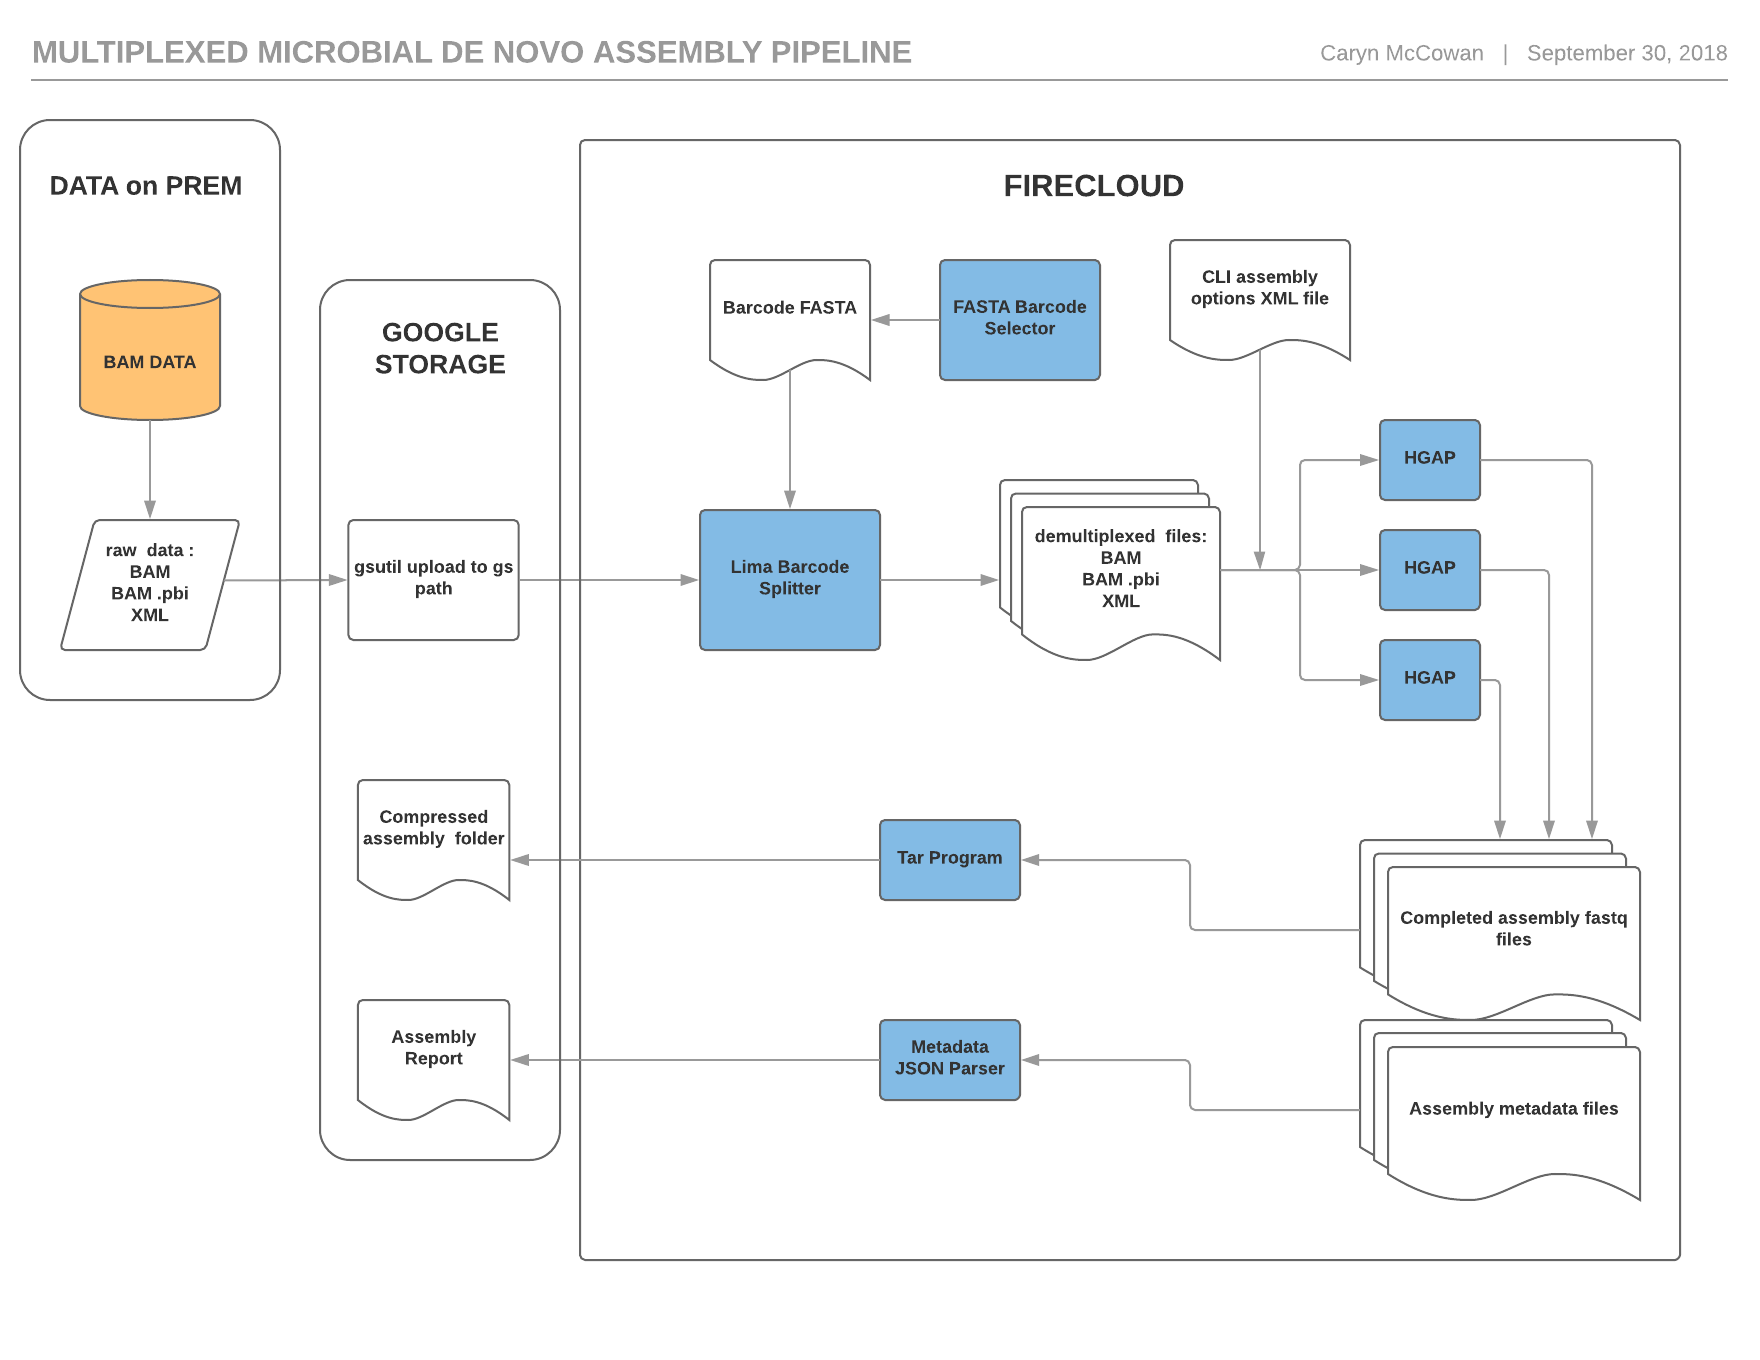 MULTIPLEXED MICROBIAL DE NOVO ASSEMBLY PIPELINE
Caryn McCowan | September 30, 2018
DATA on PREM
BAM DATA
raw data :
BAM
BAM .pbi
XML
GOOGLE
STORAGE
gsutil upload to gs
path
Compressed
assembly folder
Assembly
Report
FIRECLOUD
Barcode FASTA
FASTA Barcode
Selector
CLI assembly
options XML file
Lima Barcode
Splitter
demultiplexed files:
BAM
BAM .pbi
XML
HGAP
HGAP
HGAP
Tar Program
Completed assembly fastq
files
Metadata
JSON Parser
Assembly metadata files